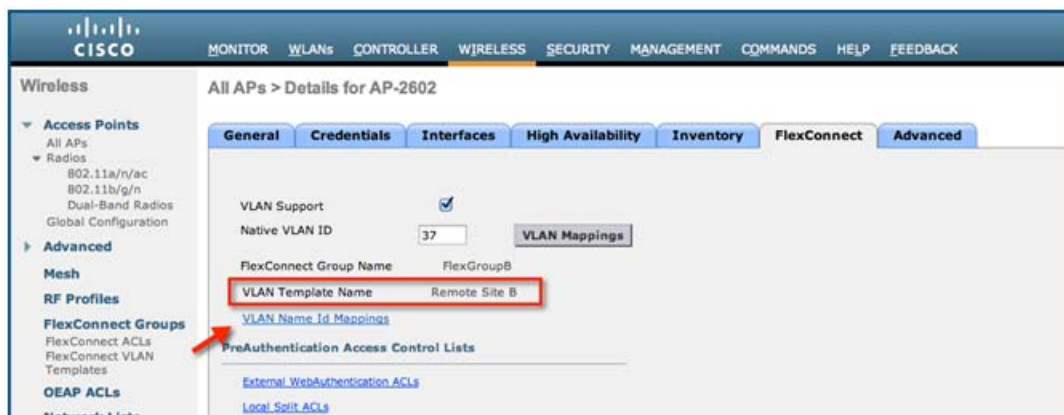 CISCO
MONITOR WLANs CONTROLLER WIRELESS SECURITY MANAGEMENT COMMANDS HELP FEEDBACK
Wireless
Access Points
All APs
Radios
802.11a/n/ac
802.11b/g/n
Dual-Band Radios
Global Configuration
Advanced
Mesh
RF Profiles
FlexConnect Groups
FlexConnect ACLs
FlexConnect VLAN
Templates
OEAP ACLs
Network Lists
All APs > Details for AP-2602
General Credentials Interfaces High Availability Inventory FlexConnect Advanced
VLAN Support
Native VLAN ID 37 VLAN Mappings
FlexConnect Group Name FlexGroupB
VLAN Template Name Remote Site B
VLAN Name Id Mappings
PreAuthentication Access Control Lists
External WebAuthentication ACLs
Local Split ACLs